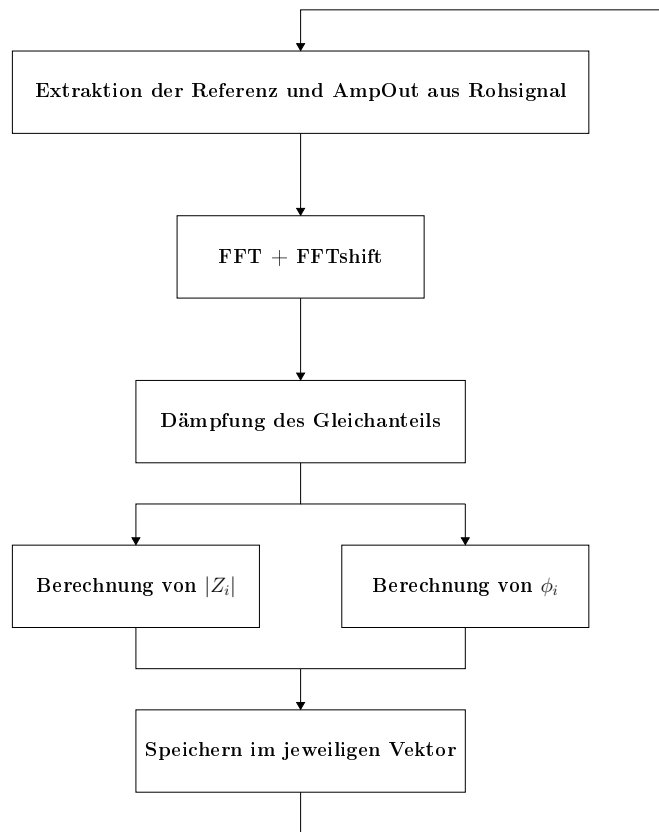 Extraktion der Referenz und AmpOut aus Rohsignal
FFT + FFTshift
Dämpfung des Gleichanteils
Berechnung von |Z_i|
Berechnung von ϕ_i
Speichern im jeweiligen Vektor